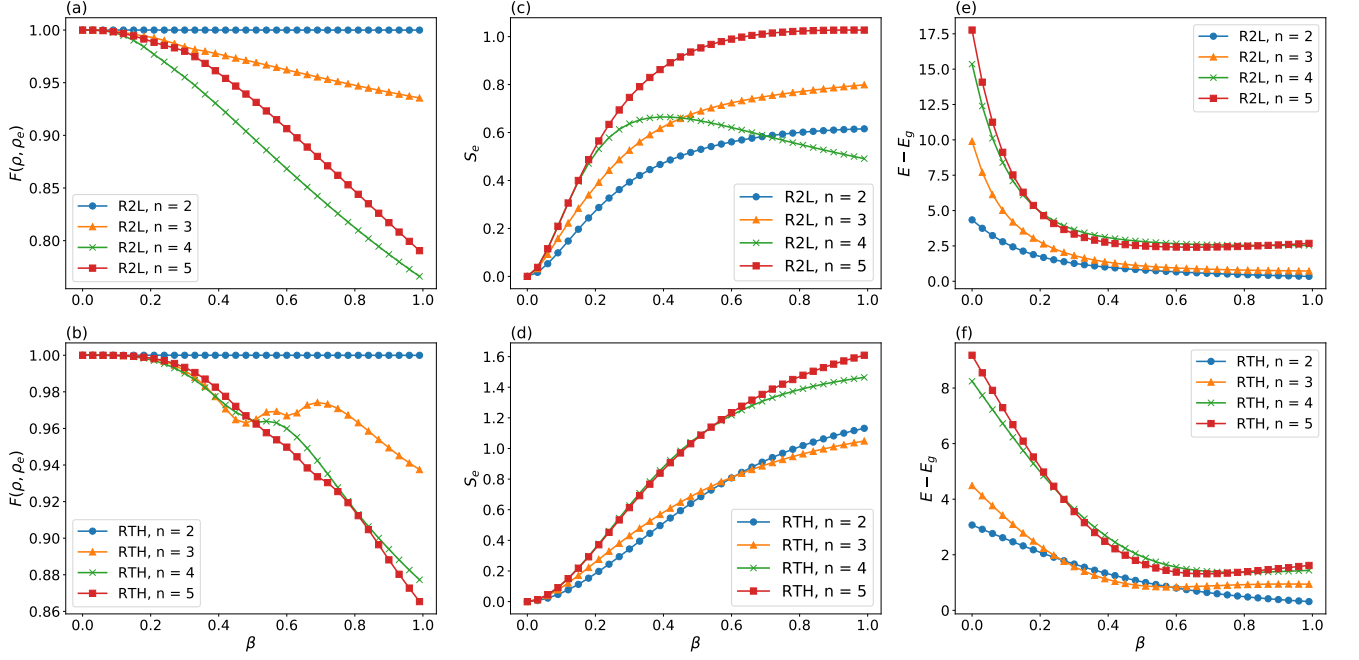 (a)
1.00
0.95
0.90
0.85
0.80
F(ρ, ρe)
R2L, n = 2
R2L, n = 3
R2L, n = 4
R2L, n = 5
0.0 0.2 0.4 0.6 0.8 1.0
(c)
1.0
0.8
0.6
0.4
0.2
0.0
Se
R2L, n = 2
R2L, n = 3
R2L, n = 4
R2L, n = 5
0.0 0.2 0.4 0.6 0.8 1.0
(e)
17.5
15.0
12.5
10.0
7.5
5.0
2.5
0.0
E − Eg
R2L, n = 2
R2L, n = 3
R2L, n = 4
R2L, n = 5
0.0 0.2 0.4 0.6 0.8 1.0
(b)
1.00
0.98
0.96
0.94
0.92
0.90
0.88
0.86
F(ρ, ρe)
RTH, n = 2
RTH, n = 3
RTH, n = 4
RTH, n = 5
0.0 0.2 0.4 0.6 0.8 1.0
β
(d)
1.6
1.4
1.2
1.0
0.8
0.6
0.4
0.2
0.0
Se
RTH, n = 2
RTH, n = 3
RTH, n = 4
RTH, n = 5
0.0 0.2 0.4 0.6 0.8 1.0
β
(f)
8
6
4
2
0
E − Eg
RTH, n = 2
RTH, n = 3
RTH, n = 4
RTH, n = 5
0.0 0.2 0.4 0.6 0.8 1.0
β